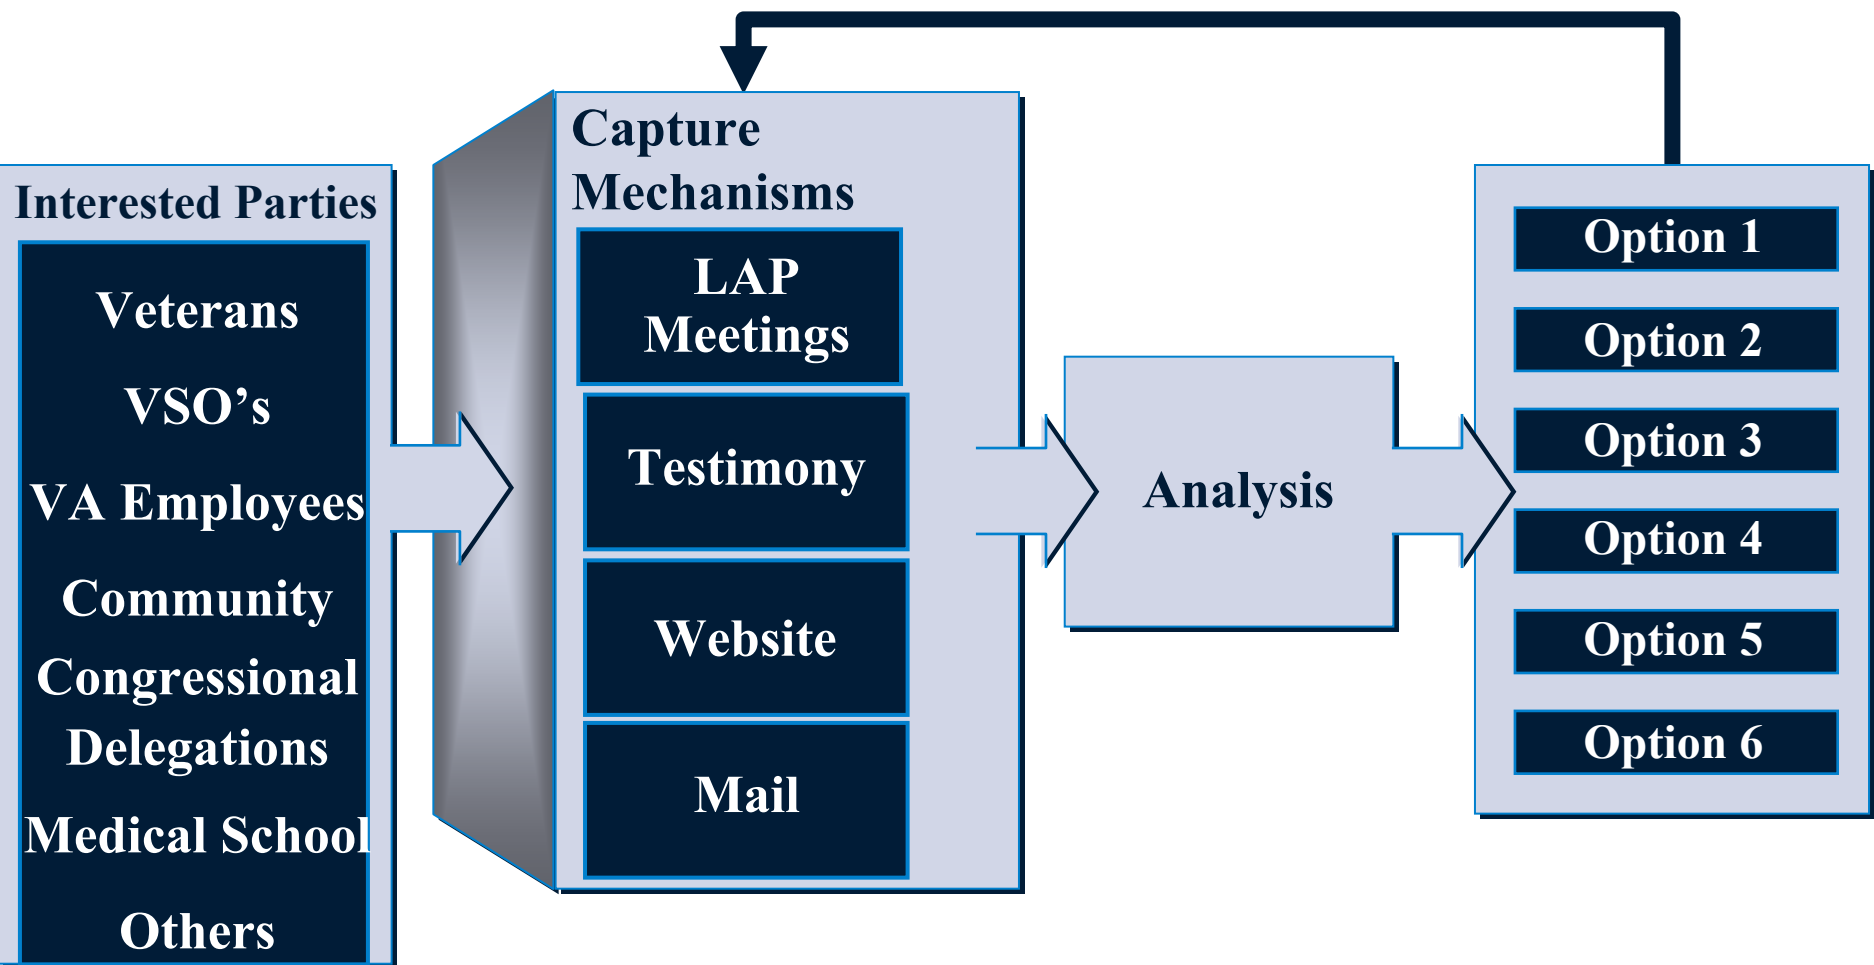 Interested Parties
Veterans
VSO’s
VA Employees
Community
Congressional
Delegations
Medical School
Others
Capture
Mechanisms
LAP
Meetings
Testimony
Website
Mail
Analysis
Option 1
Option 2
Option 3
Option 4
Option 5
Option 6